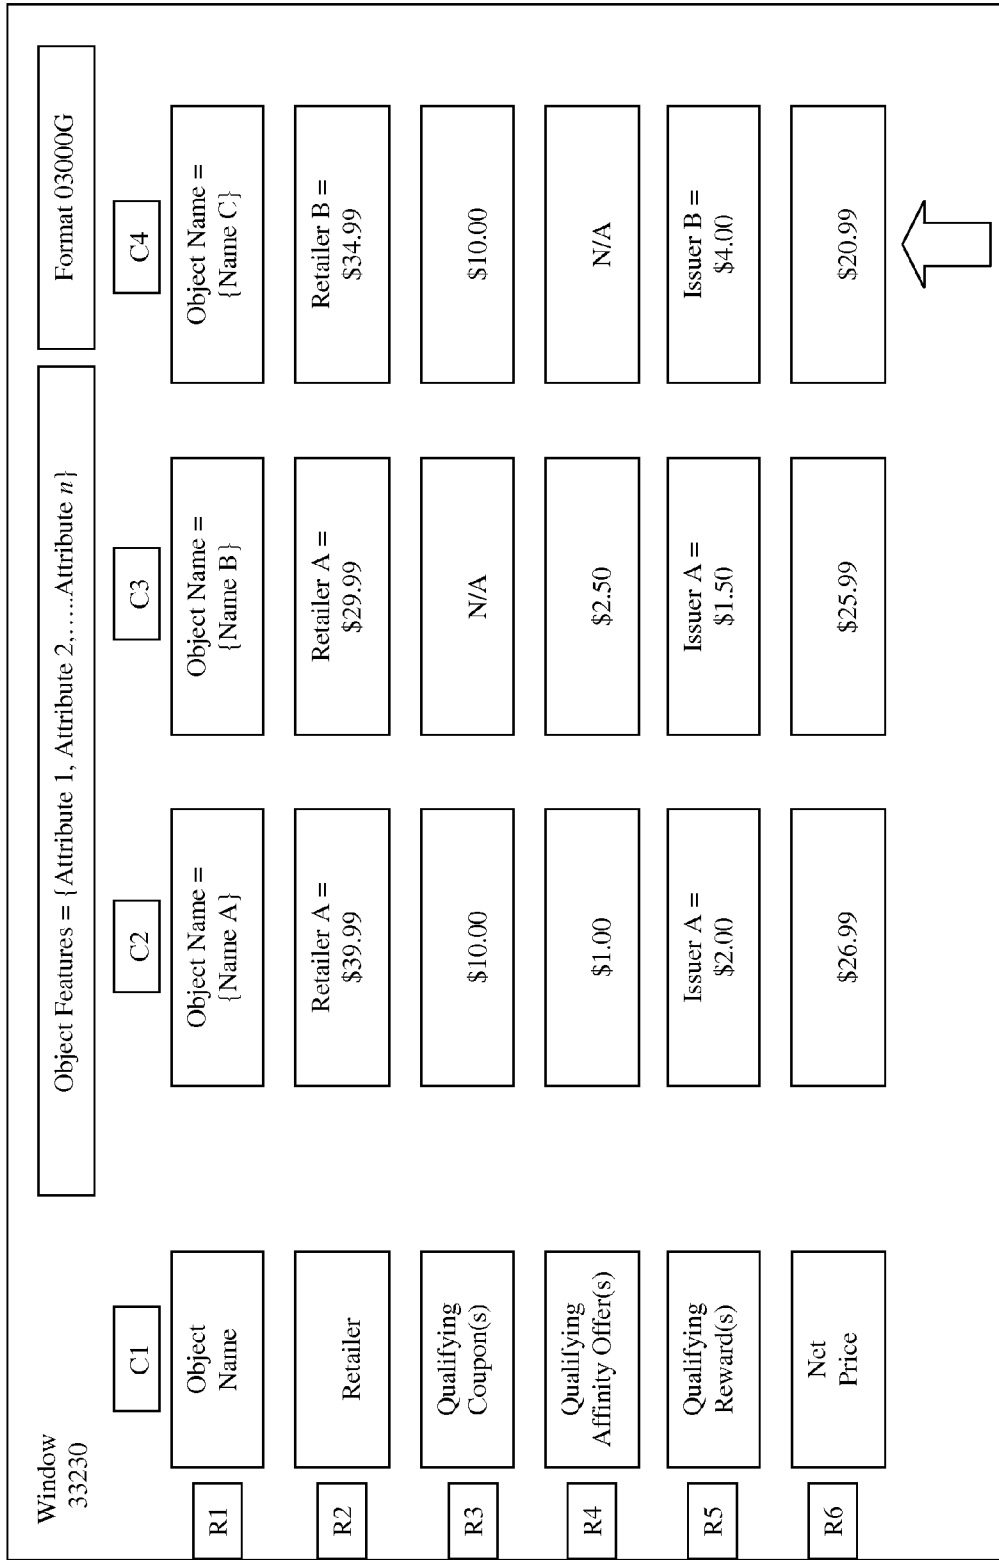 Window
33230
Object Features = {Attribute 1, Attribute 2,.....Attribute n}
Format 03000G
C1
C2
C3
C4
R1
Object
Name
Object Name =
{Name A}
Object Name =
{Name B}
Object Name =
{Name C}
R2
Retailer
Retailer A =
$39.99
Retailer A =
$29.99
Retailer B =
$34.99
R3
Qualifying
Coupon(s)
$10.00
N/A
$10.00
R4
Qualifying
Affinity Offer(s)
$1.00
$2.50
N/A
R5
Qualifying
Reward(s)
Issuer A =
$2.00
Issuer A =
$1.50
Issuer B =
$4.00
R6
Net
Price
$26.99
$25.99
$20.99